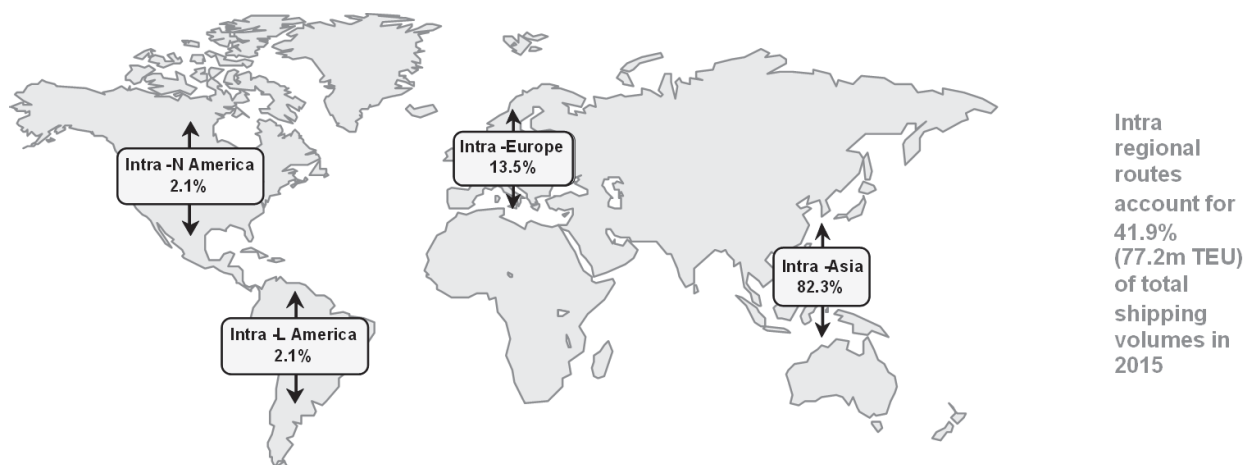 Intra -N America
2.1%
Intra -Europe
13.5%
Intra -Asia
82.3%
Intra -L America
2.1%
Intra
regional
routes
account for
41.9%
(77.2m TEU)
of total
shipping
volumes in
2015